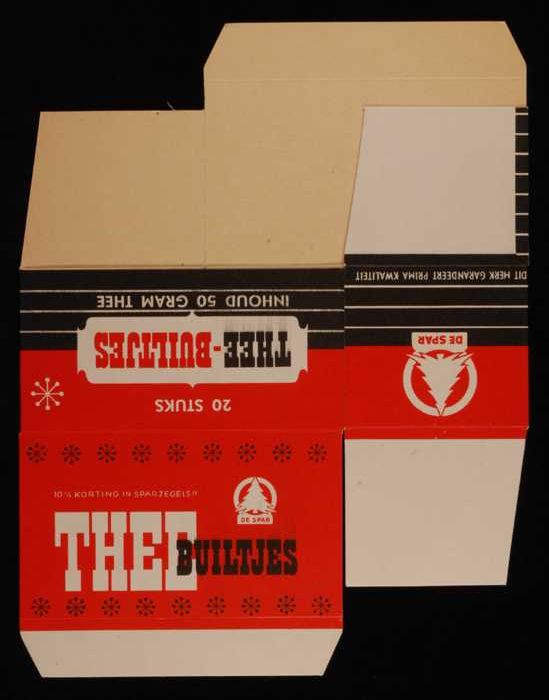 INHOUD 50 GRAM THEE
THEE-BUILTJES
20 STUKS
DIT MERK GARANDEERT PRIMA KWALITEIT
DE SPAR
10% KORTING IN SPARZEGELS!!
DE SPAR
THEE
BUILTJES